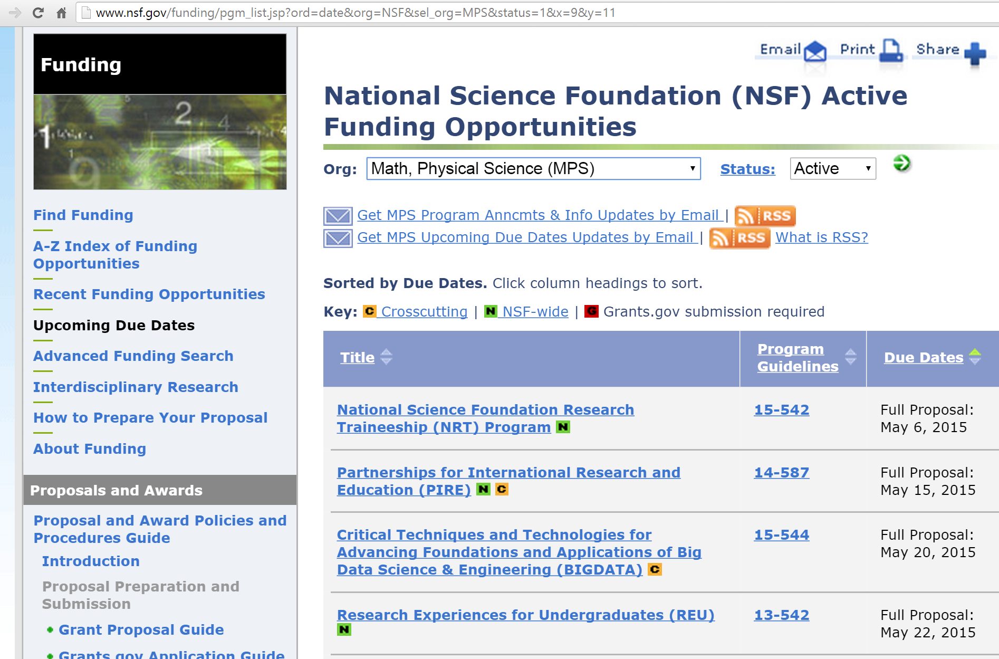 www.nsf.gov/funding/pgm_list.jsp?ord=date&org=NSF&sel_org=MPS&status=1&x=9&y=11
Funding
1
2
4
5
4
1
9
Find Funding
A-Z Index of Funding
Opportunities
Recent Funding Opportunities
Upcoming Due Dates
Advanced Funding Search
Interdisciplinary Research
How to Prepare Your Proposal
About Funding
Proposals and Awards
Proposal and Award Policies and
Procedures Guide
Introduction
Proposal Preparation and
Submission
Grant Proposal Guide
Grants.gov Application Guide
Email Print Share
National Science Foundation (NSF) Active
Funding Opportunities
Org: Math, Physical Science (MPS) Status: Active
Get MPS Program Anncmts & Info Updates by Email | RSS
Get MPS Upcoming Due Dates Updates by Email | RSS What is RSS?
Sorted by Due Dates. Click column headings to sort.
Key: C Crosscutting | N NSF-wide | G Grants.gov submission required
Title
Program
Guidelines
Due Dates
National Science Foundation Research
Traineeship (NRT) Program N
15-542
Full Proposal:
May 6, 2015
Partnerships for International Research and
Education (PIRE) N C
14-587
Full Proposal:
May 15, 2015
Critical Techniques and Technologies for
Advancing Foundations and Applications of Big
Data Science & Engineering (BIGDATA) C
15-544
Full Proposal:
May 20, 2015
Research Experiences for Undergraduates (REU)
N
13-542
Full Proposal:
May 22, 2015